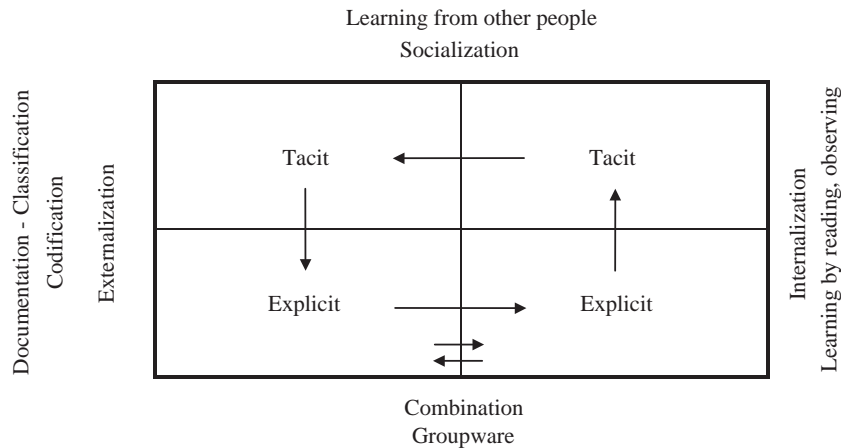 Learning from other people
Socialization
Documentation - Classification
Codification
Externalization
Tacit
Tacit
Explicit
Explicit
Internalization
Learning by reading, observing
Combination
Groupware